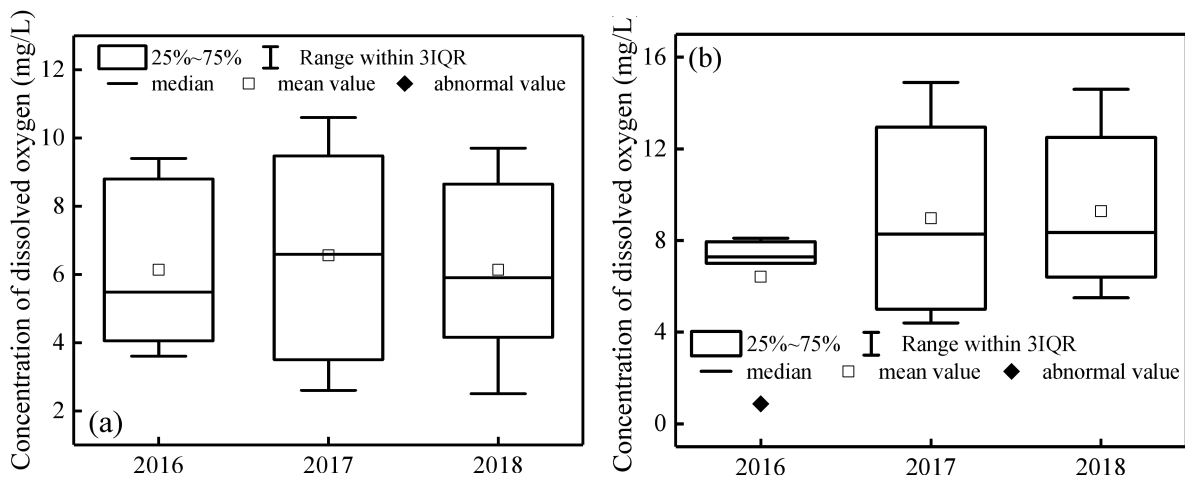 Concentration of dissolved oxygen (mg/L)
12
10
8
6
4
2
25%~75% Range within 3IQR
median mean value abnormal value
(a)
2016 2017 2018
Concentration of dissolved oxygen (mg/L)
16
12
8
4
0
(b)
25%~75% Range within 3IQR
median mean value abnormal value
2016 2017 2018